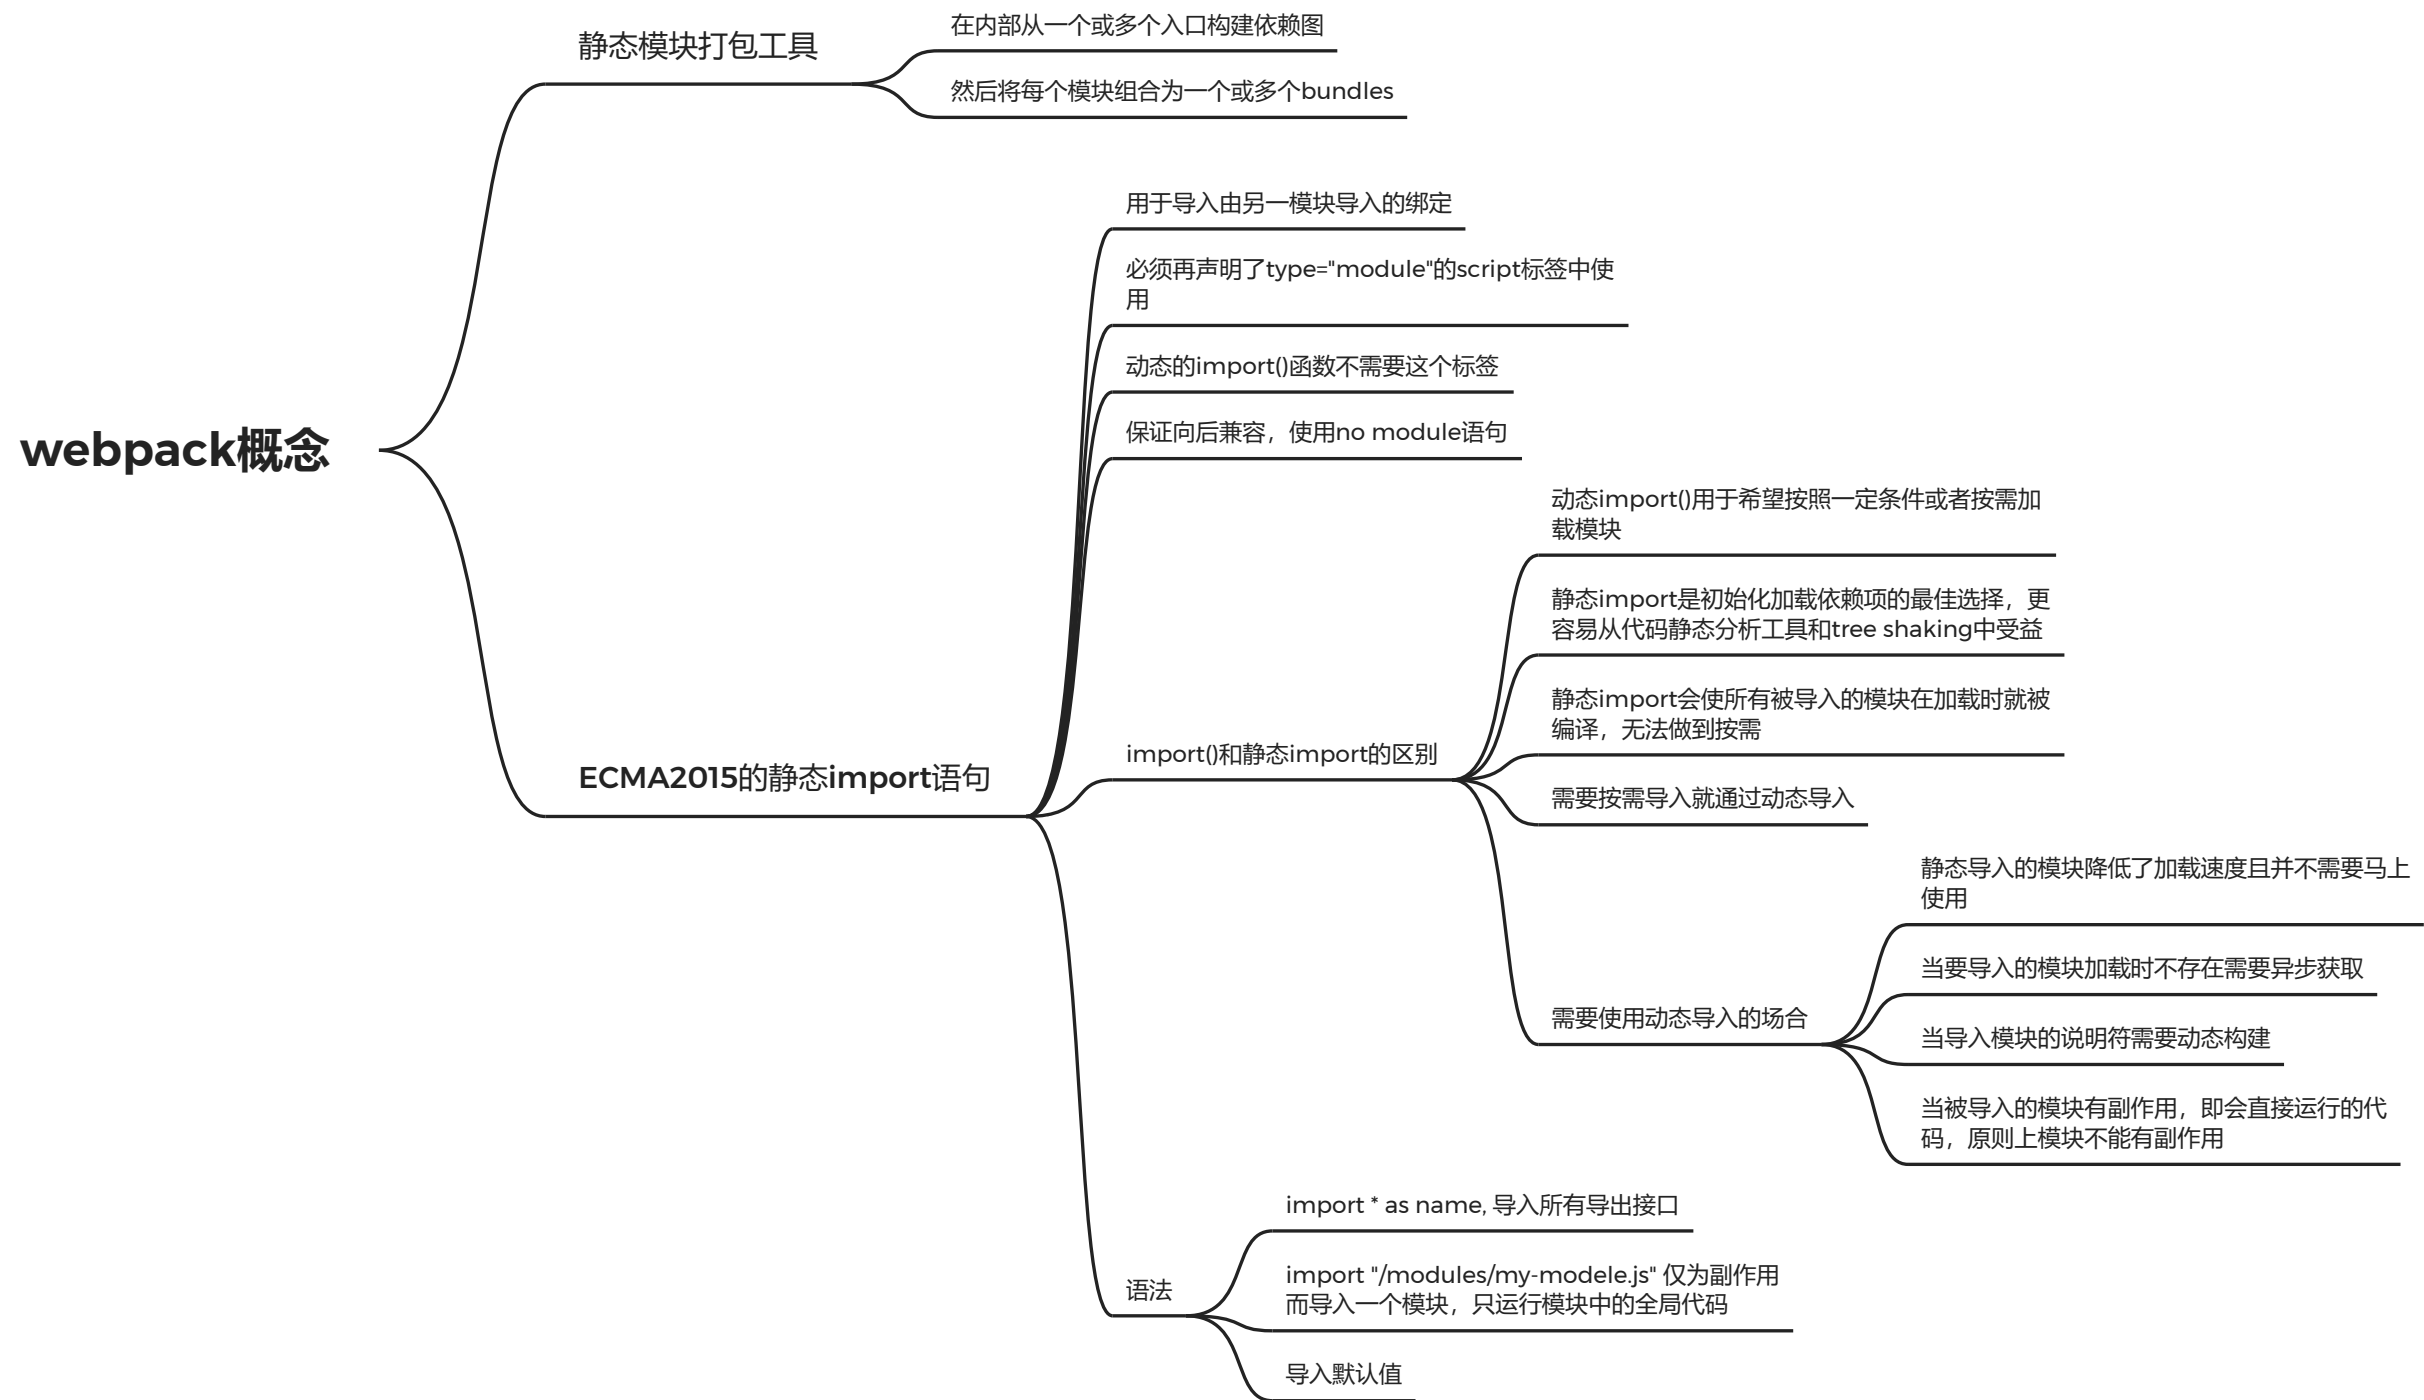 webpack概念
静态模块打包工具
在内部从一个或多个入口构建依赖图
然后将每个模块组合为一个或多个bundles
ECMA2015的静态import语句
用于导入由另一模块导入的绑定
必须再声明了type="module"的script标签中使
用
动态的import()函数不需要这个标签
保证向后兼容，使用no module语句
import()和静态import的区别
动态import()用于希望按照一定条件或者按需加
载模块
静态import是初始化加载依赖项的最佳选择，更
容易从代码静态分析工具和tree shaking中受益
静态import会使所有被导入的模块在加载时就被
编译，无法做到按需
需要按需导入就通过动态导入
需要使用动态导入的场合
静态导入的模块降低了加载速度且并不需要马上
使用
当要导入的模块加载时不存在需要异步获取
当导入模块的说明符需要动态构建
当被导入的模块有副作用，即会直接运行的代
码，原则上模块不能有副作用
语法
import * as name, 导入所有导出接口
import "/modules/my-modele.js" 仅为副作用
而导入一个模块，只运行模块中的全局代码
导入默认值